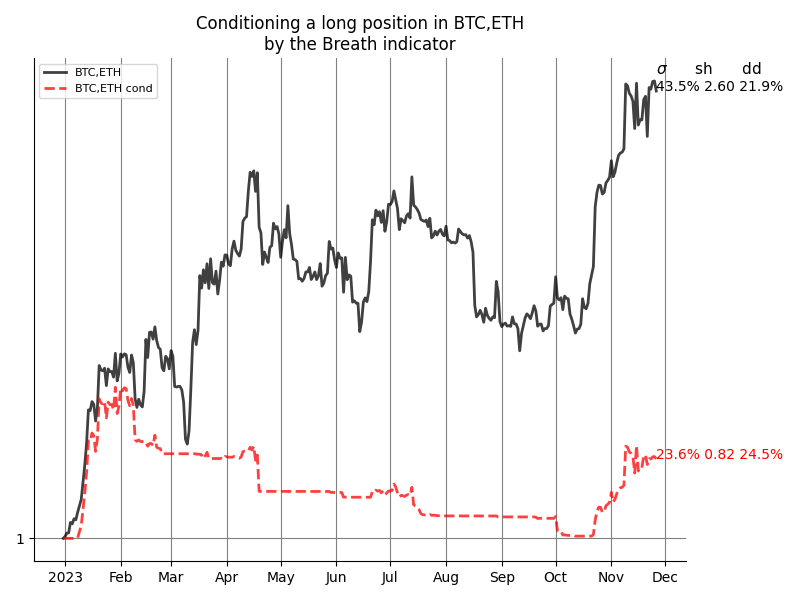 Conditioning a long position in BTC,ETH
by the Breath indicator
BTC,ETH
BTC,ETH cond
σ sh dd
43.5% 2.60 21.9%
23.6% 0.82 24.5%
1
2023 Feb Mar Apr May Jun Jul Aug Sep Oct Nov Dec